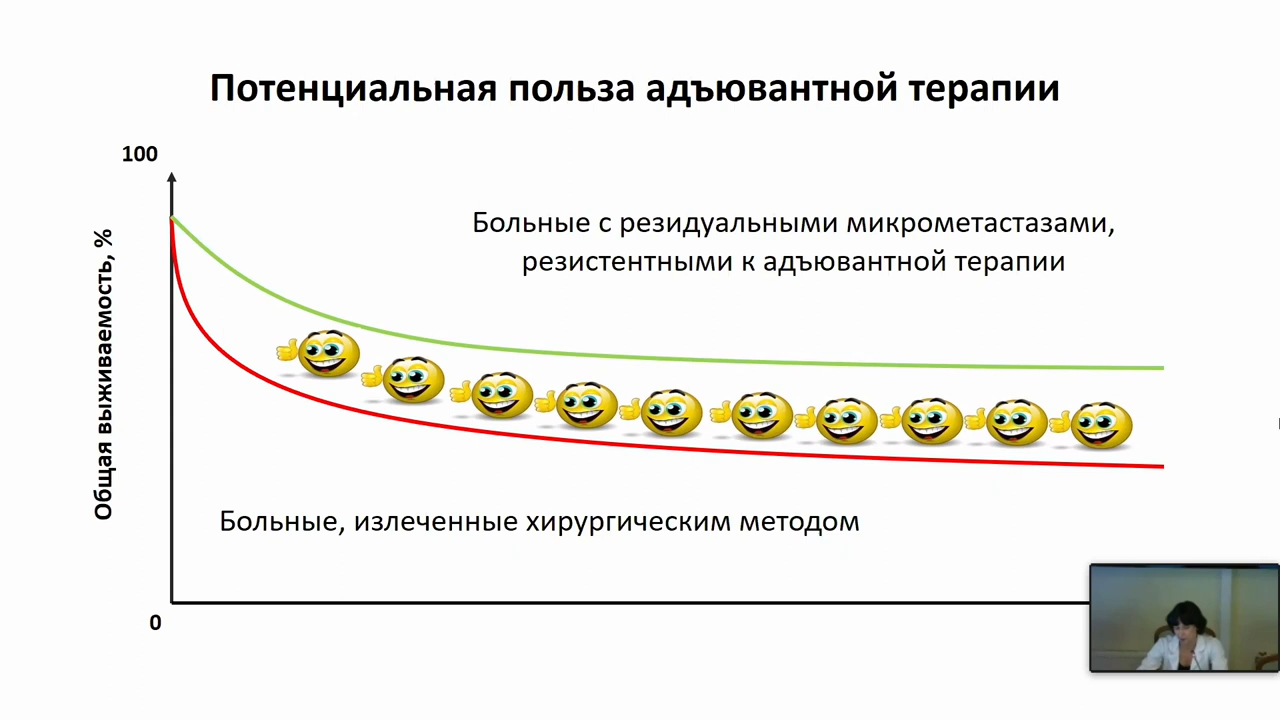 Потенциальная польза адъювантной терапии
100
Общая выживаемость, %
Больные с резидуальными микрометастазами,
резистентными к адъювантной терапии
Больные, излеченные хирургическим методом
0